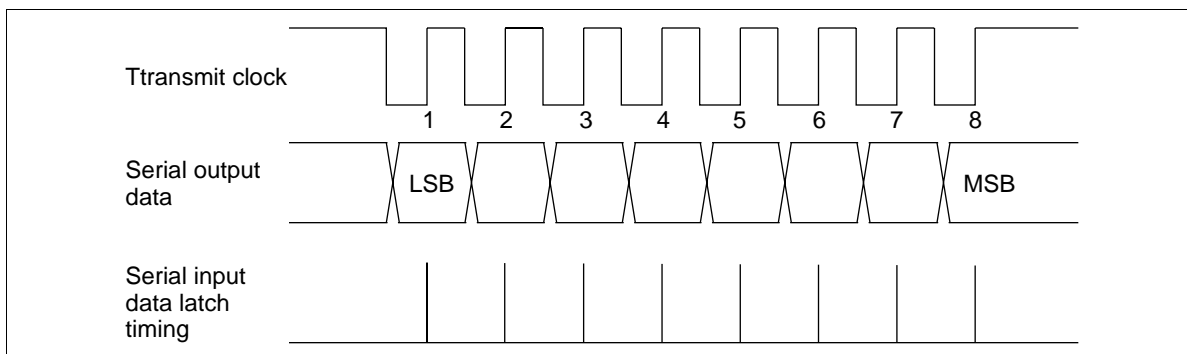 Ttransmit clock
1 2 3 4 5 6 7 8
Serial output
data
LSB
MSB
Serial input
data latch
timing